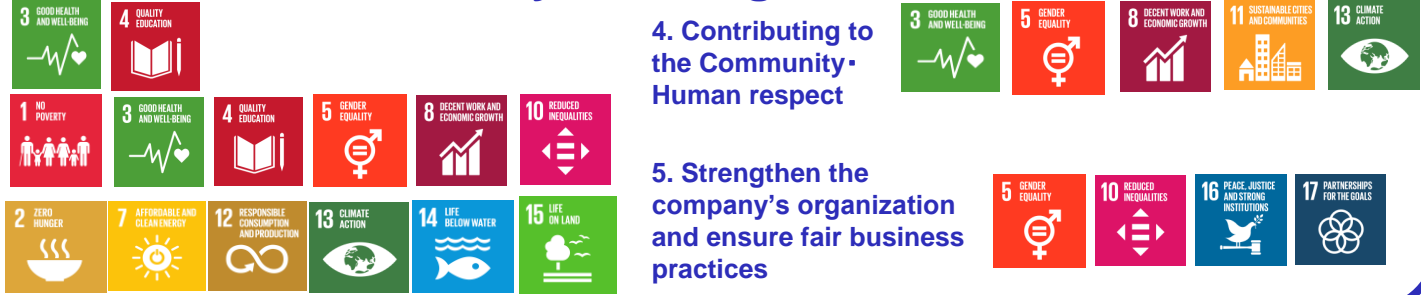 3 GOOD HEALTH
AND WELL-BEING
4 QUALITY
EDUCATION
1 NO
POVERTY
3 GOOD HEALTH
AND WELL-BEING
4 QUALITY
EDUCATION
5 GENDER
EQUALITY
8 DECENT WORK AND
ECONOMIC GROWTH
10 REDUCED
INEQUALITIES
2 ZERO
HUNGER
7 AFFORDABLE AND
CLEAN ENERGY
12 RESPONSIBLE
CONSUMPTION
AND PRODUCTION
13 CLIMATE
ACTION
14 LIFE
BELOW WATER
15 LIFE
ON LAND
4. Contributing to
the Community・
Human respect
3 GOOD HEALTH
AND WELL-BEING
5 GENDER
EQUALITY
8 DECENT WORK AND
ECONOMIC GROWTH
11 SUSTAINABLE CITIES
AND COMMUNITIES
13 CLIMATE
ACTION
5. Strengthen the
company's organization
and ensure fair business
practices
5 GENDER
EQUALITY
10 REDUCED
INEQUALITIES
16 PEACE, JUSTICE
AND STRONG
INSTITUTIONS
17 PARTNERSHIPS
FOR THE GOALS